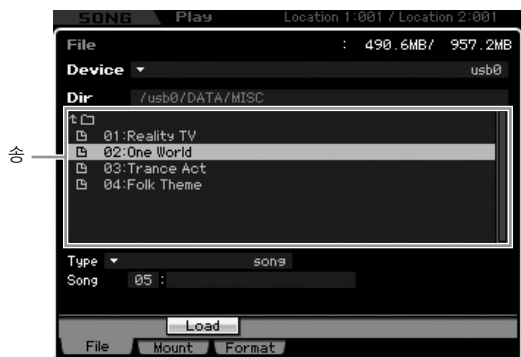 SONG Play Location 1:001 / Location 2:001
File : 490.6MB/ 957.2MB
Device usb0
Dir /usb0/DATA/MISC
송
01:Reality TV
02:One World
03:Trance Act
04:Folk Theme
Type song
Song 05 :
Load
File Mount Format